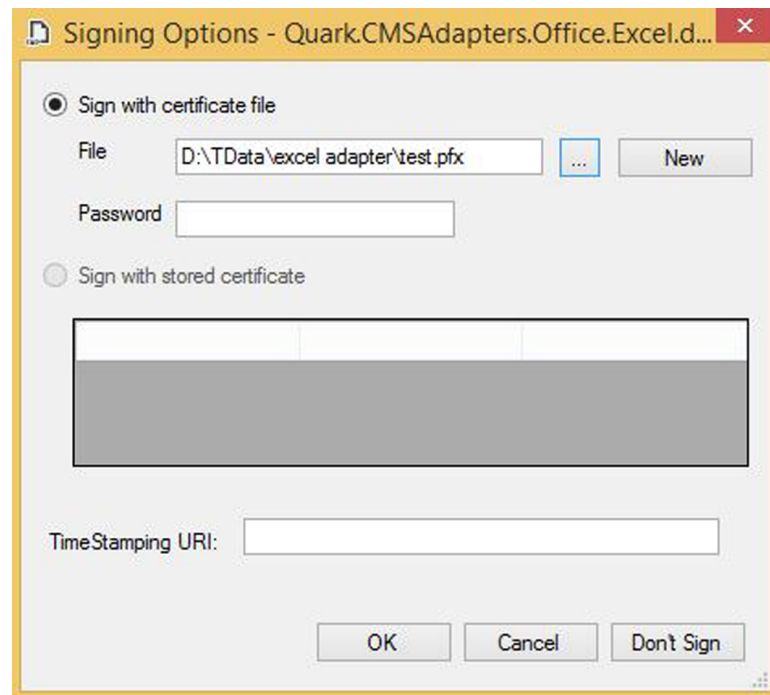 Signing Options - Quark.CMSAdapters.Office.Excel.d...
Sign with certificate file
File D:\TData\excel adapter\test.pfx ... New
Password
Sign with stored certificate
TimeStamping URI:
OK Cancel Don't Sign